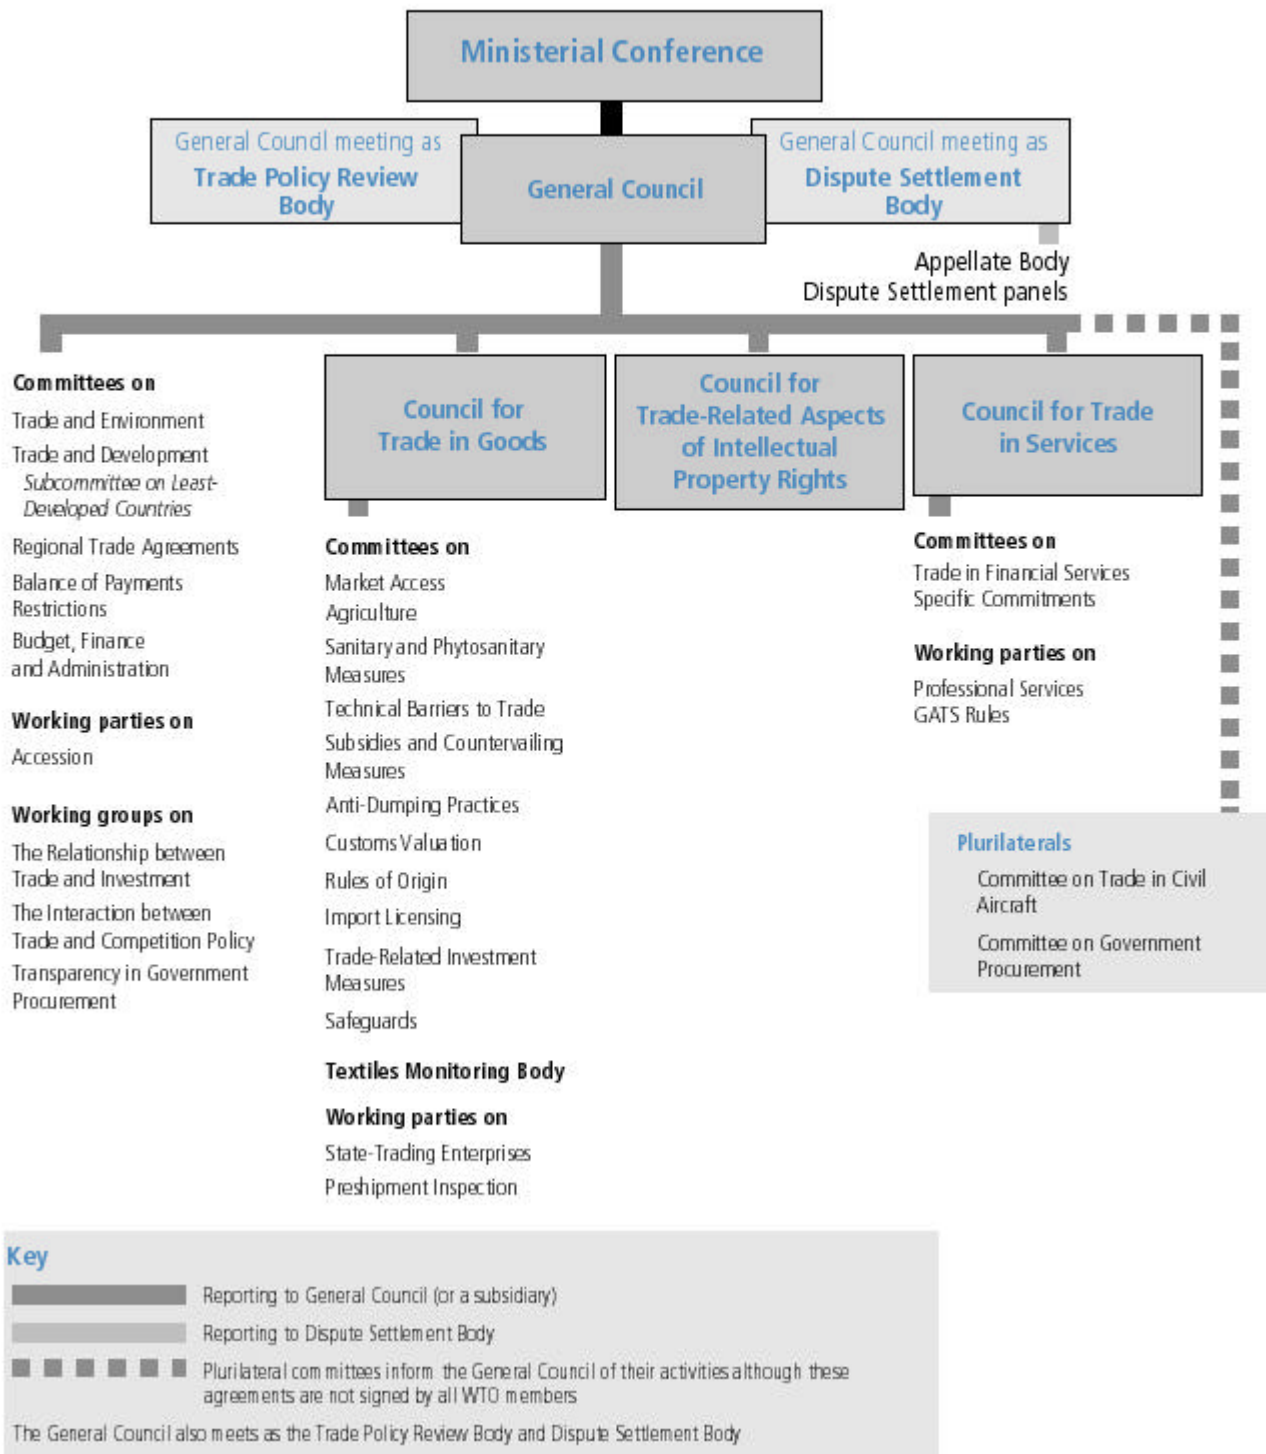 Ministerial Conference
General Council meeting as
Trade Policy Review
Body
General Council
General Council meeting as
Dispute Settlement
Body
Appellate Body
Dispute Settlement panels
Committees on
Trade and Environment
Trade and Development
Subcommittee on Least-
Developed Countries
Regional Trade Agreements
Balance of Payments
Restrictions
Budget, Finance
and Administration
Working parties on
Accession
Working groups on
The Relationship between
Trade and Investment
The Interaction between
Trade and Competition Policy
Transparency in Government
Procurement
Council for
Trade in Goods
Committees on
Market Access
Agriculture
Sanitary and Phytosanitary
Measures
Technical Barriers to Trade
Subsidies and Countervailing
Measures
Anti-Dumping Practices
Customs Valuation
Rules of Origin
Import Licensing
Trade-Related Investment
Measures
Safeguards
Textiles Monitoring Body
Working parties on
State-Trading Enterprises
Preshipment Inspection
Council for
Trade-Related Aspects
of Intellectual
Property Rights
Council for Trade
in Services
Committees on
Trade in Financial Services
Specific Commitments
Working parties on
Professional Services
GATS Rules
Plurilaterals
Committee on Trade in Civil
Aircraft
Committee on Government
Procurement
Key
Reporting to General Council (or a subsidiary)
Reporting to Dispute Settlement Body
Plurilateral committees inform the General Council of their activities although these
agreements are not signed by all WTO members
The General Council also meets as the Trade Policy Review Body and Dispute Settlement Body